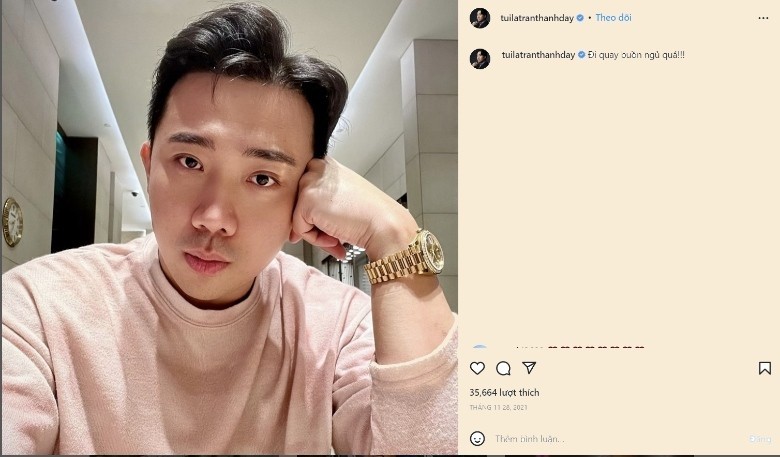 tuilatranthanhday • Theo dõi
tuilatranthanhday Đi quay buồn ngủ quá!!!
35,664 lượt thích
THÁNG 11 28, 2021
Thêm bình luận...
Đăng